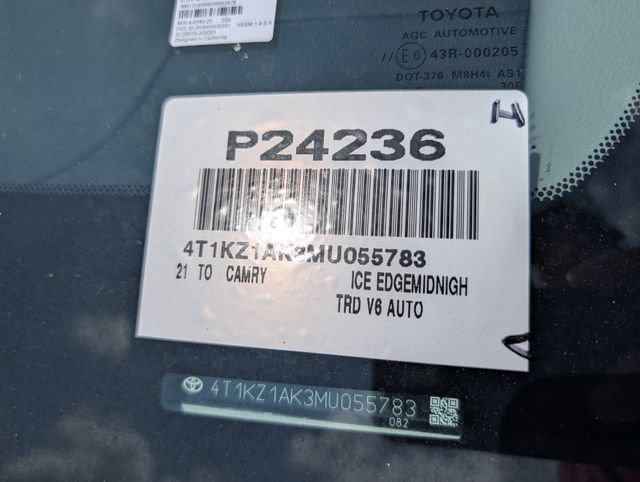 TOYOTA
AGC AUTOMOTIVE
//E6 43R-000205
DOT-376 M8H4I AS1
H
P24236
4T1KZ1AK3MU055783
21 TO CAMRY ICE EDGEMIDNIGH
TRD V6 AUTO
4T1KZ1AK3MU055783
082